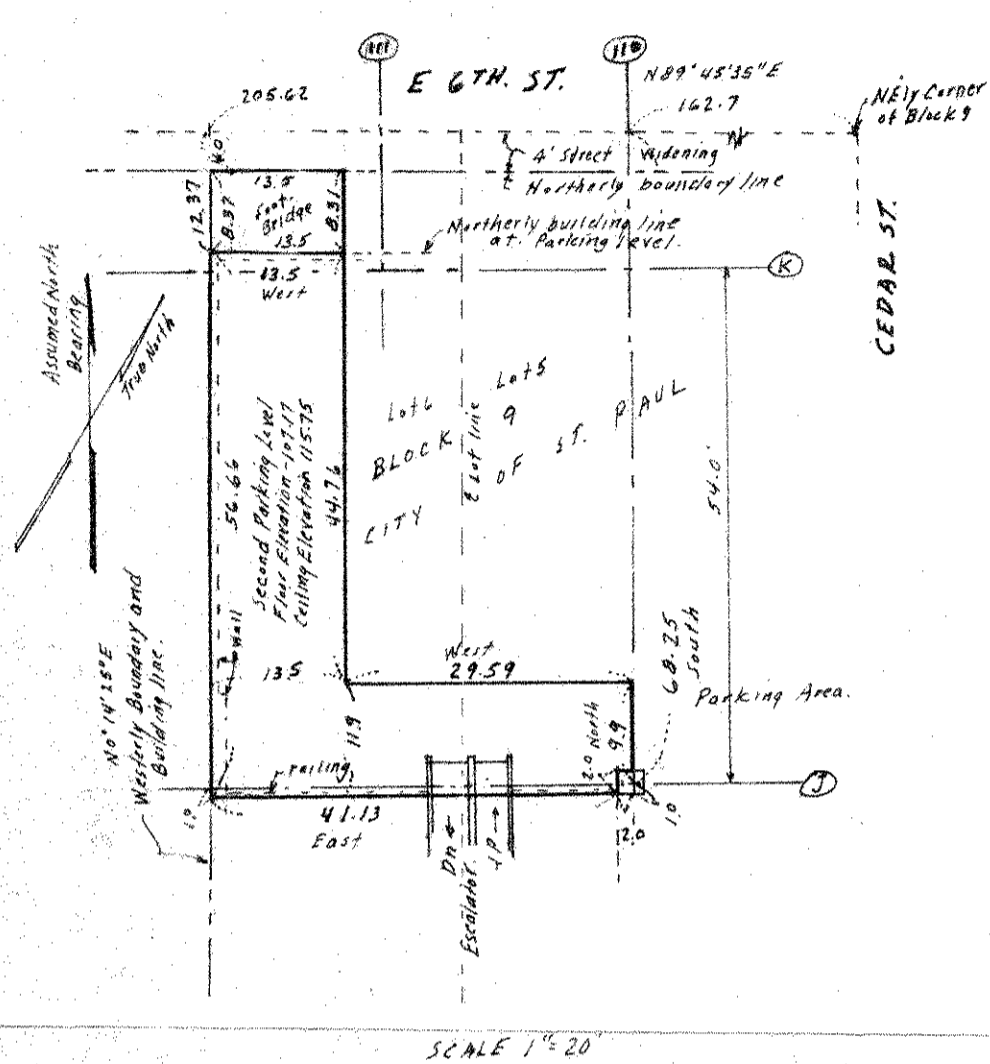 E 6TH. ST.
110
N89°45'35"E
162.7
205.62
NE'ly Corner
of Block 9
4' Street Widening
Northerly boundary line
4.0
13.5
Foot-
Bridge
13.5
12.37
8.37
8.31
Northerly building line
at Parking Level.
13.5
West
K
CEDAR ST.
Assumed North
Bearing
True North
Lot 6
Lot 5
BLOCK 9
CITY OF ST. PAUL
Lot line
54.0'
56.66
Second Parking Level
Floor Elevation - 107.17
Ceiling Elevation 115.75
44.76
Wall
N0°14'25"E
Westerly Boundary and
Building line.
13.5
West
29.59
11.9
68.25
South
Parking Area.
2.0 North
9.9
railing
J
1.0
41.13
East
2.0
1.0
Dn
UP
Escalator
SCALE 1"=20'